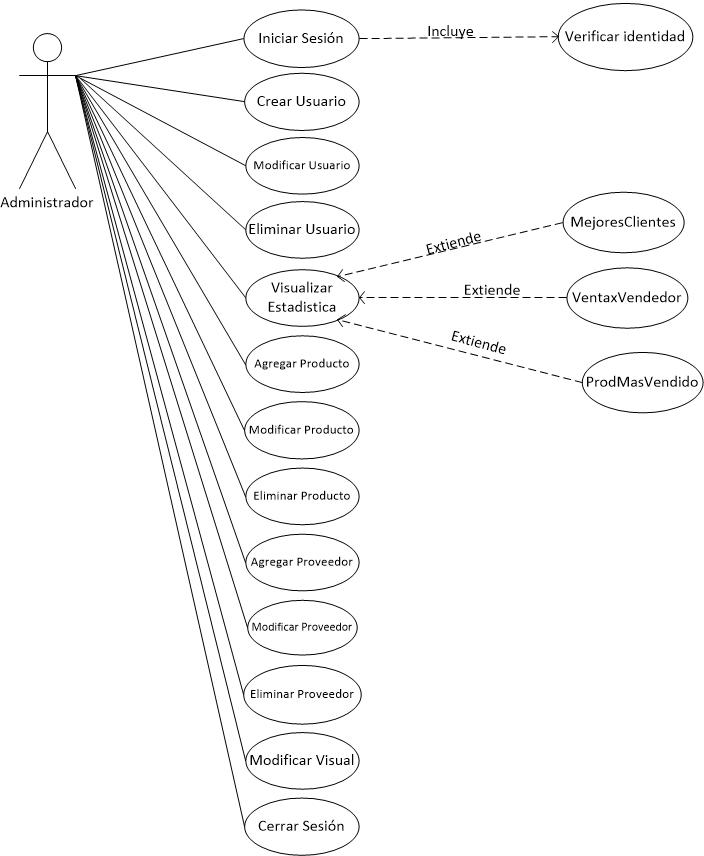 Iniciar Sesión
Incluye
Verificar identidad
Crear Usuario
Modificar Usuario
Administrador
Eliminar Usuario
MejoresClientes
Extiende
Visualizar
Estadistica
Extiende
VentaxVendedor
Extiende
Agregar Producto
ProdMasVendido
Modificar Producto
Eliminar Producto
Agregar Proveedor
Modificar Proveedor
Eliminar Proveedor
Modificar Visual
Cerrar Sesión